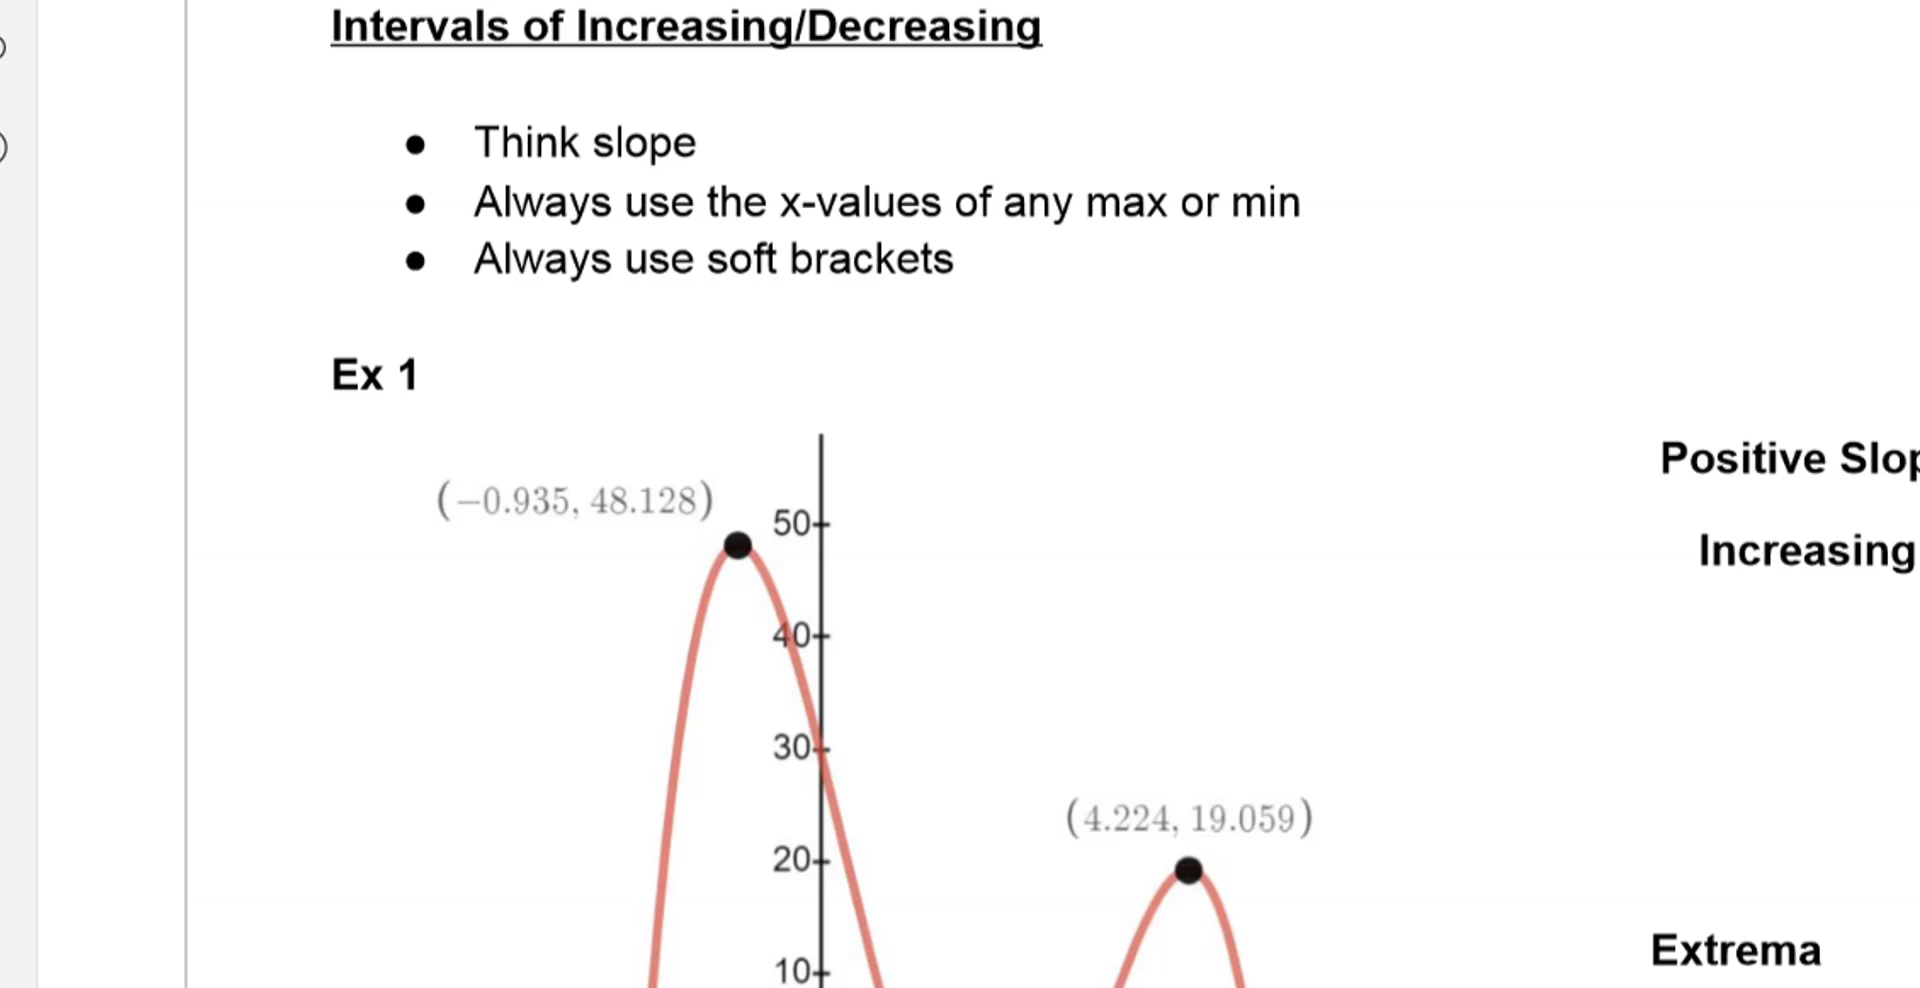 Intervals of Increasing/Decreasing
● Think slope
● Always use the x-values of any max or min
● Always use soft brackets
Ex 1
Positive
(−0.935, 48.128)
50
Increasing
40
30
(4.224, 19.059)
20
Extrema
10